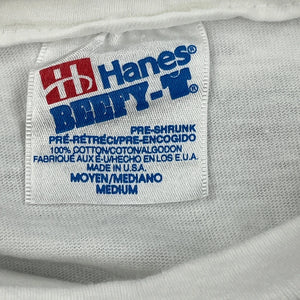 Hanes
BEEFY-T
PRE-SHRUNK
PRÉ-RÉTRÉCI/PRE-ENCOGIDO
100% COTTON/COTON/ALGODON
FABRIQUÉ AUX É-U/HECHO EN LOS E.U.A.
MADE IN U.S.A.
MOYEN/MEDIANO
MEDIUM